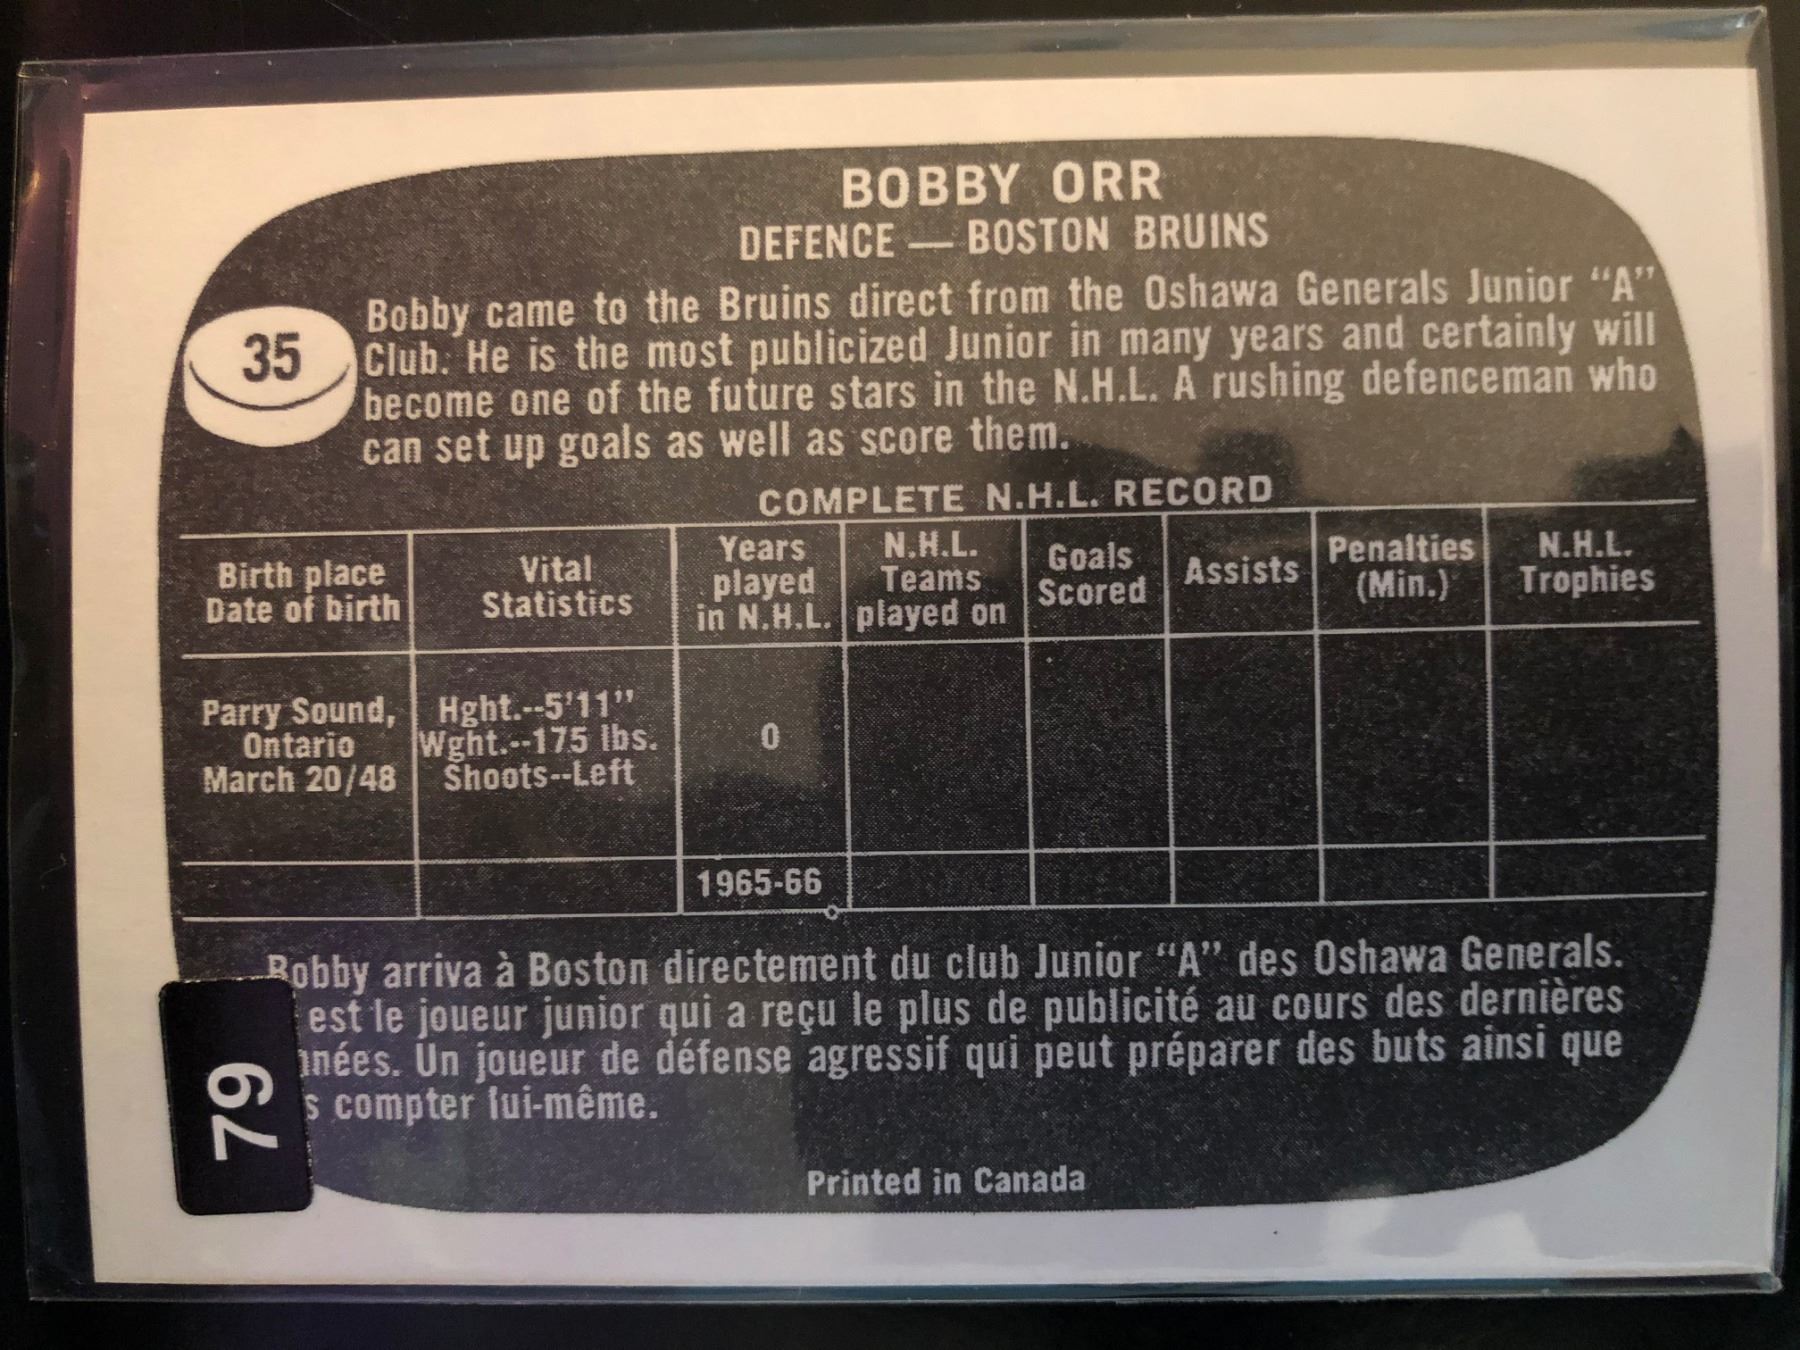 BOBBY ORR
DEFENCE — BOSTON BRUINS
35
Bobby came to the Bruins direct from the Oshawa Generals Junior “A”
Club. He is the most publicized Junior in many years and certainly will
become one of the future stars in the N.H.L. A rushing defenceman who
can set up goals as well as score them.
COMPLETE N.H.L. RECORD
Birth place
Date of birth
Vital
Statistics
Years
played
in N.H.L.
N.H.L.
Teams
played on
Goals
Scored
Assists
Penalties
(Min.)
N.H.L.
Trophies
Parry Sound,
Ontario
March 20/48
Hght.--5'11"
Wght.--175 lbs.
Shoots--Left
0
1965-66
Bobby arriva à Boston directement du club Junior “A” des Oshawa Generals.
est le joueur junior qui a reçu le plus de publicité au cours des dernières
nnées. Un joueur de défense agressif qui peut préparer des buts ainsi que
s compter lui-même.
79
Printed in Canada